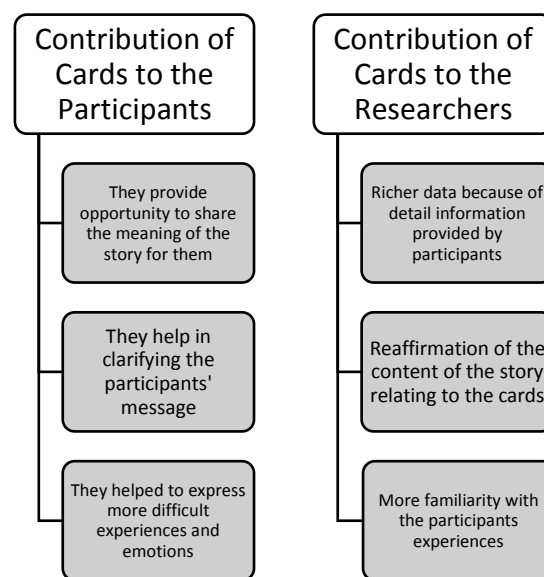 Contribution of
Cards to the
Participants
They provide
opportunity to share
the meaning of the
story for them
They help in
clarifying the
participants'
message
They helped to express
more difficult
experiences and
emotions
Contribution of
Cards to the
Researchers
Richer data because of
detail information
provided by
participants
Reaffirmation of the
content of the story
relating to the cards
More familiarity with
the participants
experiences